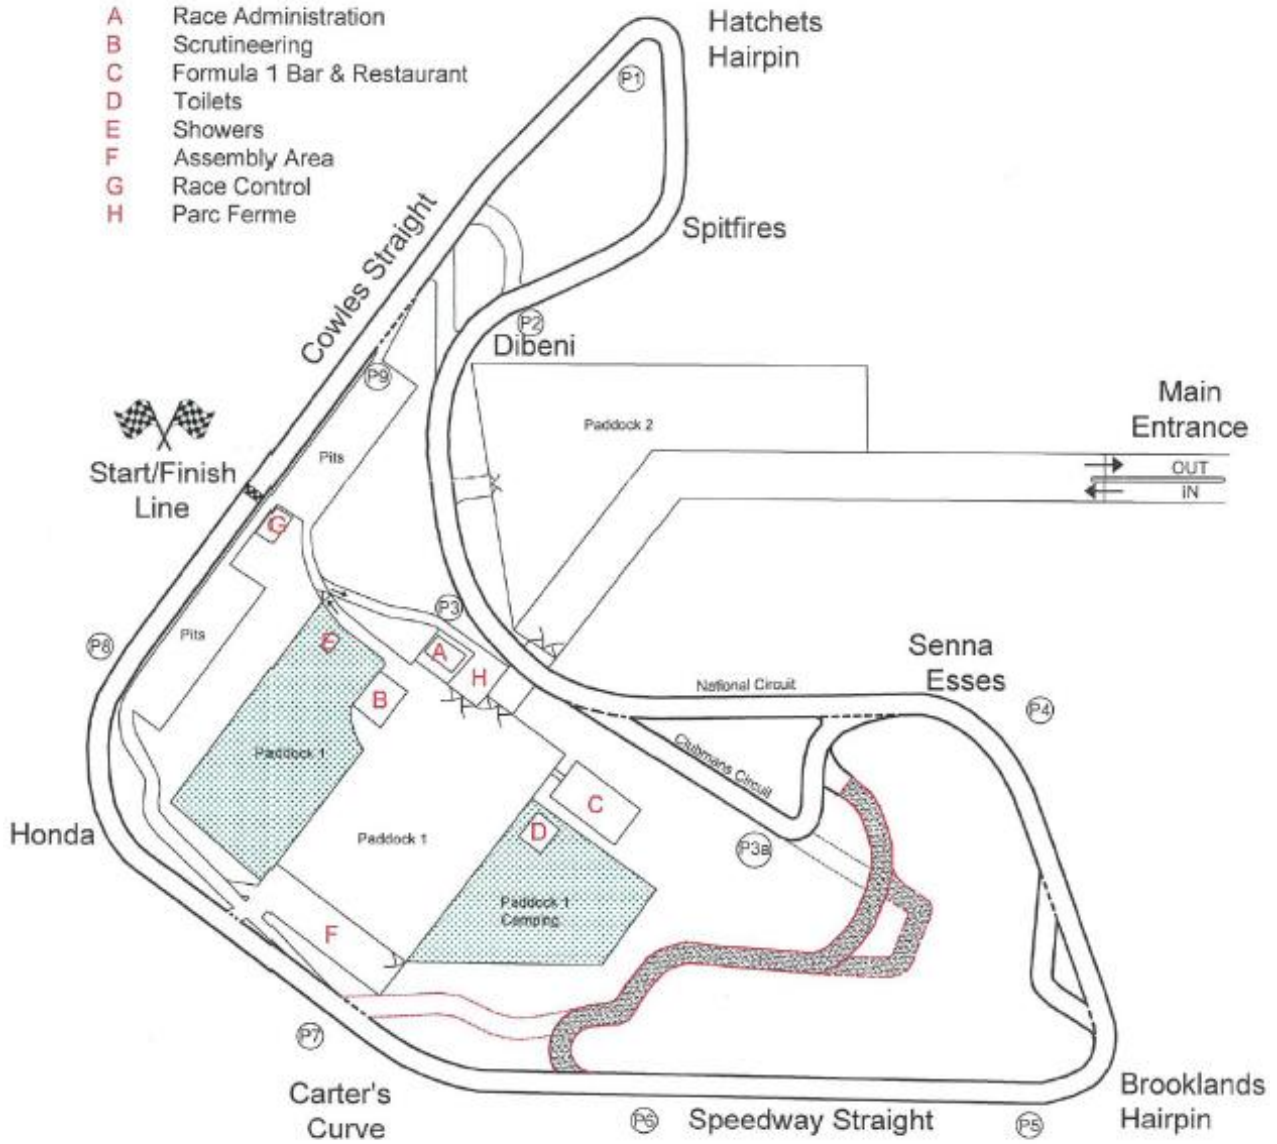 A Race Administration
B Scrutineering
C Formula 1 Bar & Restaurant
D Toilets
E Showers
F Assembly Area
G Race Control
H Parc Ferme
Hatchets
Hairpin
P1
Cowles Straight
Spitfires
P2
Dibeni
P9
Main
Entrance
Paddock 2
Start/Finish
Line
Pits
OUT
IN
G
P3
P8
Pits
E
A
H
B
Senna
Esses
National Circuit
P4
Clubmans Circuit
Paddock 1
C
D
Honda
Paddock 1
P3a
Paddock 1
Camping
F
P7
Carter's
Curve
P6
Speedway Straight
P5
Brooklands
Hairpin